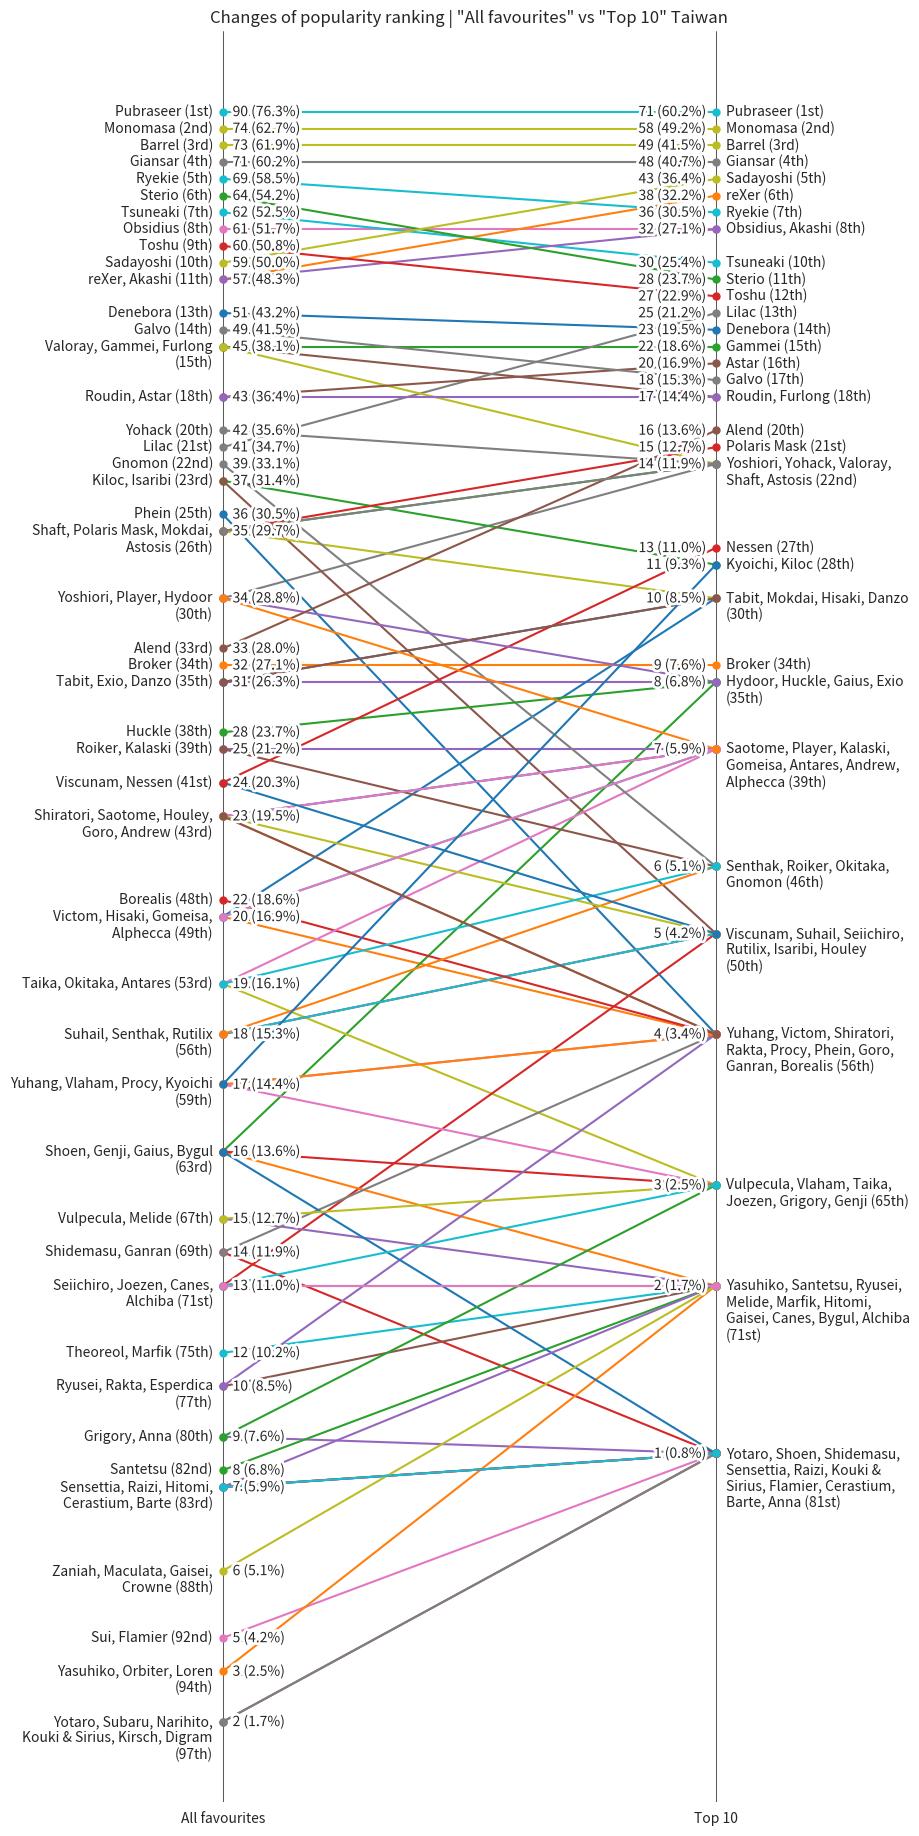 Changes of popularity ranking | "All favourites" vs "Top 10" Taiwan
Pubraseer (1st)
90 (76.3%)
71 (60.2%)
Pubraseer (1st)
Monomasa (2nd)
74 (62.7%)
58 (49.2%)
Monomasa (2nd)
Barrel (3rd)
73 (61.9%)
49 (41.5%)
Barrel (3rd)
Giansar (4th)
71 (60.2%)
48 (40.7%)
Giansar (4th)
Ryekie (5th)
69 (58.5%)
43 (36.4%)
Sadayoshi (5th)
Sterio (6th)
64 (54.2%)
38 (32.2%)
reXer (6th)
Tsuneaki (7th)
62 (52.5%)
36 (30.5%)
Ryekie (7th)
Obsidius (8th)
61 (51.7%)
32 (27.1%)
Obsidius, Akashi (8th)
Toshu (9th)
60 (50.8%)
Sadayoshi (10th)
59 (50.0%)
30 (25.4%)
Tsuneaki (10th)
reXer, Akashi (11th)
57 (48.3%)
28 (23.7%)
Sterio (11th)
27 (22.9%)
Toshu (12th)
Denebora (13th)
51 (43.2%)
25 (21.2%)
Lilac (13th)
Galvo (14th)
49 (41.5%)
23 (19.5%)
Denebora (14th)
Valoray, Gammei, Furlong
(15th)
45 (38.1%)
22 (18.6%)
Gammei (15th)
20 (16.9%)
Astar (16th)
18 (15.3%)
Galvo (17th)
Roudin, Astar (18th)
43 (36.4%)
17 (14.4%)
Roudin, Furlong (18th)
Yohack (20th)
42 (35.6%)
16 (13.6%)
Alend (20th)
Lilac (21st)
41 (34.7%)
15 (12.7%)
Polaris Mask (21st)
Gnomon (22nd)
39 (33.1%)
14 (11.9%)
Yoshiori, Yohack, Valoray,
Shaft, Astosis (22nd)
Kiloc, Isaribi (23rd)
37 (31.4%)
Phein (25th)
36 (30.5%)
Shaft, Polaris Mask, Mokdai,
Astosis (26th)
35 (29.7%)
13 (11.0%)
Nessen (27th)
11 (9.3%)
Kyoichi, Kiloc (28th)
Yoshiori, Player, Hydoor
(30th)
34 (28.8%)
10 (8.5%)
Tabit, Mokdai, Hisaki, Danzo
(30th)
Alend (33rd)
33 (28.0%)
Broker (34th)
32 (27.1%)
9 (7.6%)
Broker (34th)
Tabit, Exio, Danzo (35th)
31 (26.3%)
8 (6.8%)
Hydoor, Huckle, Gaius, Exio
(35th)
Huckle (38th)
28 (23.7%)
Roiker, Kalaski (39th)
25 (21.2%)
7 (5.9%)
Saotome, Player, Kalaski,
Gomeisa, Antares, Andrew,
Alphecca (39th)
Viscunam, Nessen (41st)
24 (20.3%)
Shiratori, Saotome, Houley,
Goro, Andrew (43rd)
23 (19.5%)
6 (5.1%)
Senthak, Roiker, Okitaka,
Gnomon (46th)
Borealis (48th)
22 (18.6%)
Victom, Hisaki, Gomeisa,
Alphecca (49th)
20 (16.9%)
5 (4.2%)
Viscunam, Suhail, Seiichiro,
Rutilix, Isaribi, Houley
(50th)
Taika, Okitaka, Antares (53rd)
19 (16.1%)
Suhail, Senthak, Rutilix
(56th)
18 (15.3%)
4 (3.4%)
Yuhang, Victom, Shiratori,
Rakta, Procy, Phein, Goro,
Ganran, Borealis (56th)
Yuhang, Vlaham, Procy, Kyoichi
(59th)
17 (14.4%)
Shoen, Genji, Gaius, Bygul
(63rd)
16 (13.6%)
3 (2.5%)
Vulpecula, Vlaham, Taika,
Joezen, Grigory, Genji (65th)
Vulpecula, Melide (67th)
15 (12.7%)
Shidemasu, Ganran (69th)
14 (11.9%)
Seiichiro, Joezen, Canes,
Alchiba (71st)
13 (11.0%)
2 (1.7%)
Yasuhiko, Santetsu, Ryusei,
Melide, Marfik, Hitomi,
Gaisei, Canes, Bygul, Alchiba
(71st)
Theoreol, Marfik (75th)
12 (10.2%)
Ryusei, Rakta, Esperdica
(77th)
10 (8.5%)
Grigory, Anna (80th)
9 (7.6%)
1 (0.8%)
Yotaro, Shoen, Shidemasu,
Sensettia, Raizi, Kouki &
Sirius, Flamier, Cerastium,
Barte, Anna (81st)
Santetsu (82nd)
8 (6.8%)
Sensettia, Raizi, Hitomi,
Cerastium, Barte (83rd)
7 (5.9%)
Zaniah, Maculata, Gaisei,
Crowne (88th)
6 (5.1%)
Sui, Flamier (92nd)
5 (4.2%)
Yasuhiko, Orbiter, Loren
(94th)
3 (2.5%)
Yotaro, Subaru, Narihito,
Kouki & Sirius, Kirsch, Digram
(97th)
2 (1.7%)
All favourites
Top 10